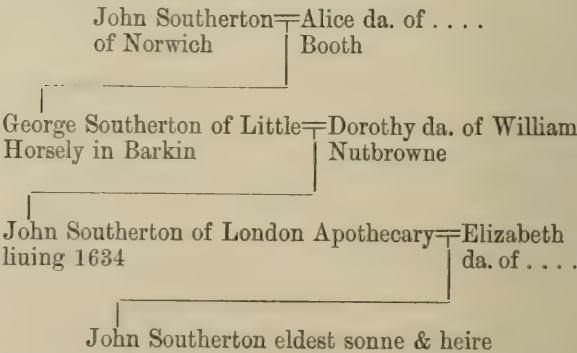 John Southerton=Alice da. of . . . .
of Norwich Booth
George Southerton of Little=Dorothy da. of William
Horsely in Barkin Nutbrowne
John Southerton of London Apothecary=Elizabeth
liuing 1634 da. of . . . .
John Southerton eldest sonne & heire